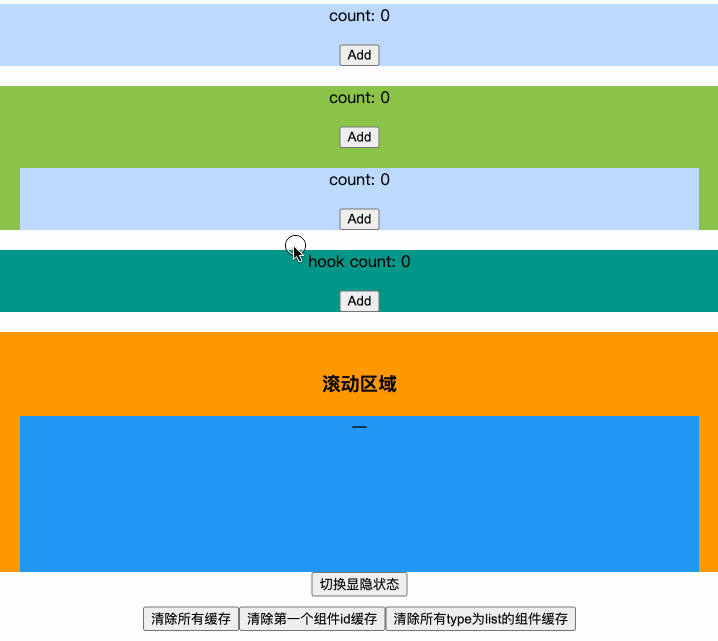 count: 0
Add
count: 0
Add
count: 0
Add
hook count: 0
Add
滚动区域
一
切换显隐状态
清除所有缓存 清除第一个组件id缓存 清除所有type为list的组件缓存